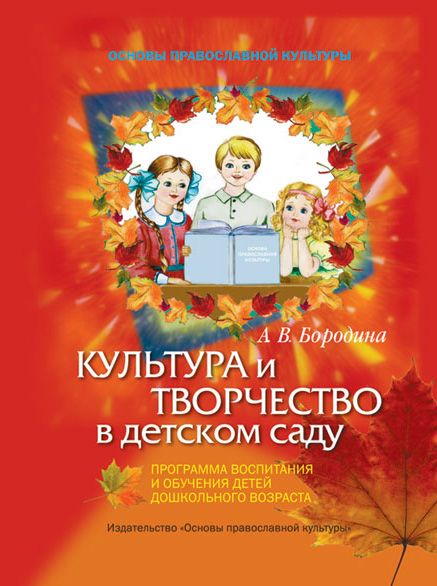 ОСНОВЫ ПРАВОСЛАВНОЙ КУЛЬТУРЫ
ОСНОВЫ
ПРАВОСЛАВНОЙ
КУЛЬТУРЫ
А. В. Бородина
КУЛЬТУРА и
ТВОРЧЕСТВО
в детском саду
ПРОГРАММА ВОСПИТАНИЯ
И ОБУЧЕНИЯ ДЕТЕЙ
ДОШКОЛЬНОГО ВОЗРАСТА
Издательство «Основы православной культуры»